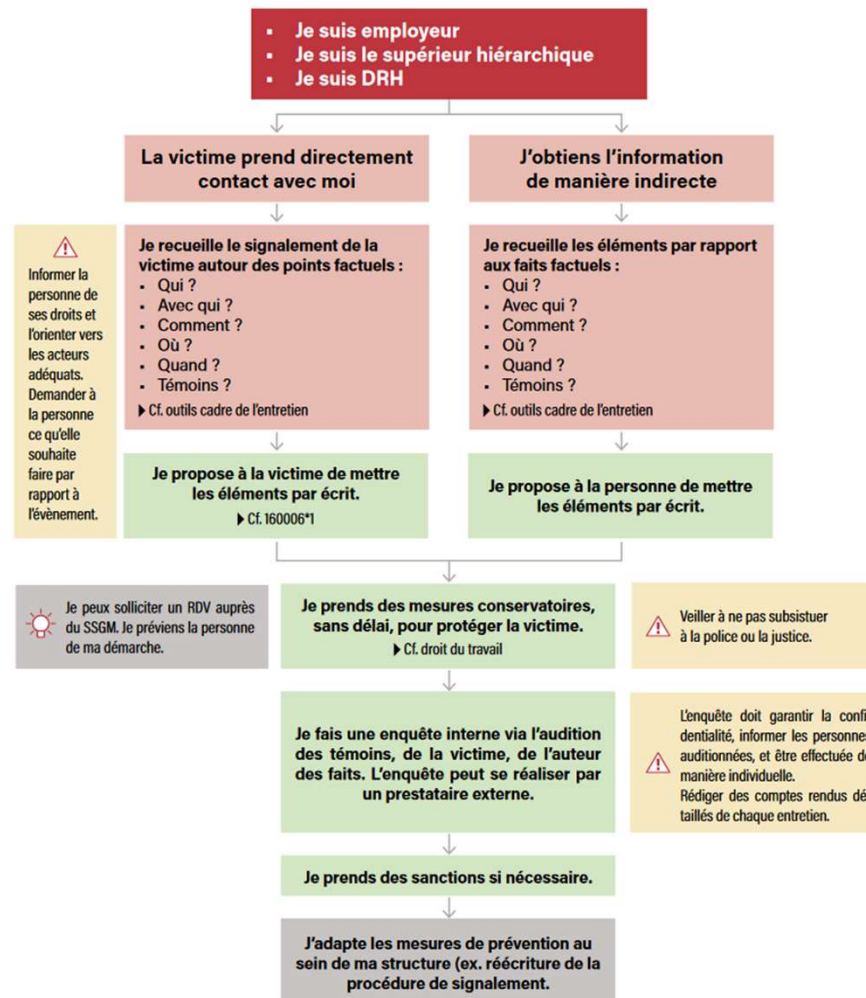 ▪ Je suis employeur
▪ Je suis le supérieur hiérarchique
▪ Je suis DRH
La victime prend directement
contact avec moi
J’obtiens l’information
de manière indirecte
Informer la
personne de
ses droits et
l’orienter vers
les acteurs
adéquats.
Demander à
la personne
ce qu’elle
souhaite
faire par
rapport à
l’évènement.
Je recueille le signalement de la
victime autour des points factuels :
▪ Qui ?
▪ Avec qui ?
▪ Comment ?
▪ Où ?
▪ Quand ?
▪ Témoins ?
▶ Cf. outils cadre de l’entretien
Je recueille les éléments par rapport
aux faits factuels :
▪ Qui ?
▪ Avec qui ?
▪ Comment ?
▪ Où ?
▪ Quand ?
▪ Témoins ?
▶ Cf. outils cadre de l’entretien
Je propose à la victime de mettre
les éléments par écrit.
▶ Cf. 160006*1
Je propose à la personne de mettre
les éléments par écrit.
Je peux solliciter un RDV auprès
du SSGM. Je préviens la personne
de ma démarche.
Je prends des mesures conservatoires,
sans délai, pour protéger la victime.
▶ Cf. droit du travail
Veiller à ne pas subsistuer
à la police ou la justice.
Je fais une enquête interne via l’audition
des témoins, de la victime, de l’auteur
des faits. L’enquête peut se réaliser par
un prestataire externe.
L’enquête doit garantir la confi
dentialité, informer les personnes
auditionnées, et être effectuée de
manière individuelle.
Rédiger des comptes rendus dé
taillés de chaque entretien.
Je prends des sanctions si nécessaire.
J’adapte les mesures de prévention au
sein de ma structure (ex. réécriture de la
procédure de signalement.